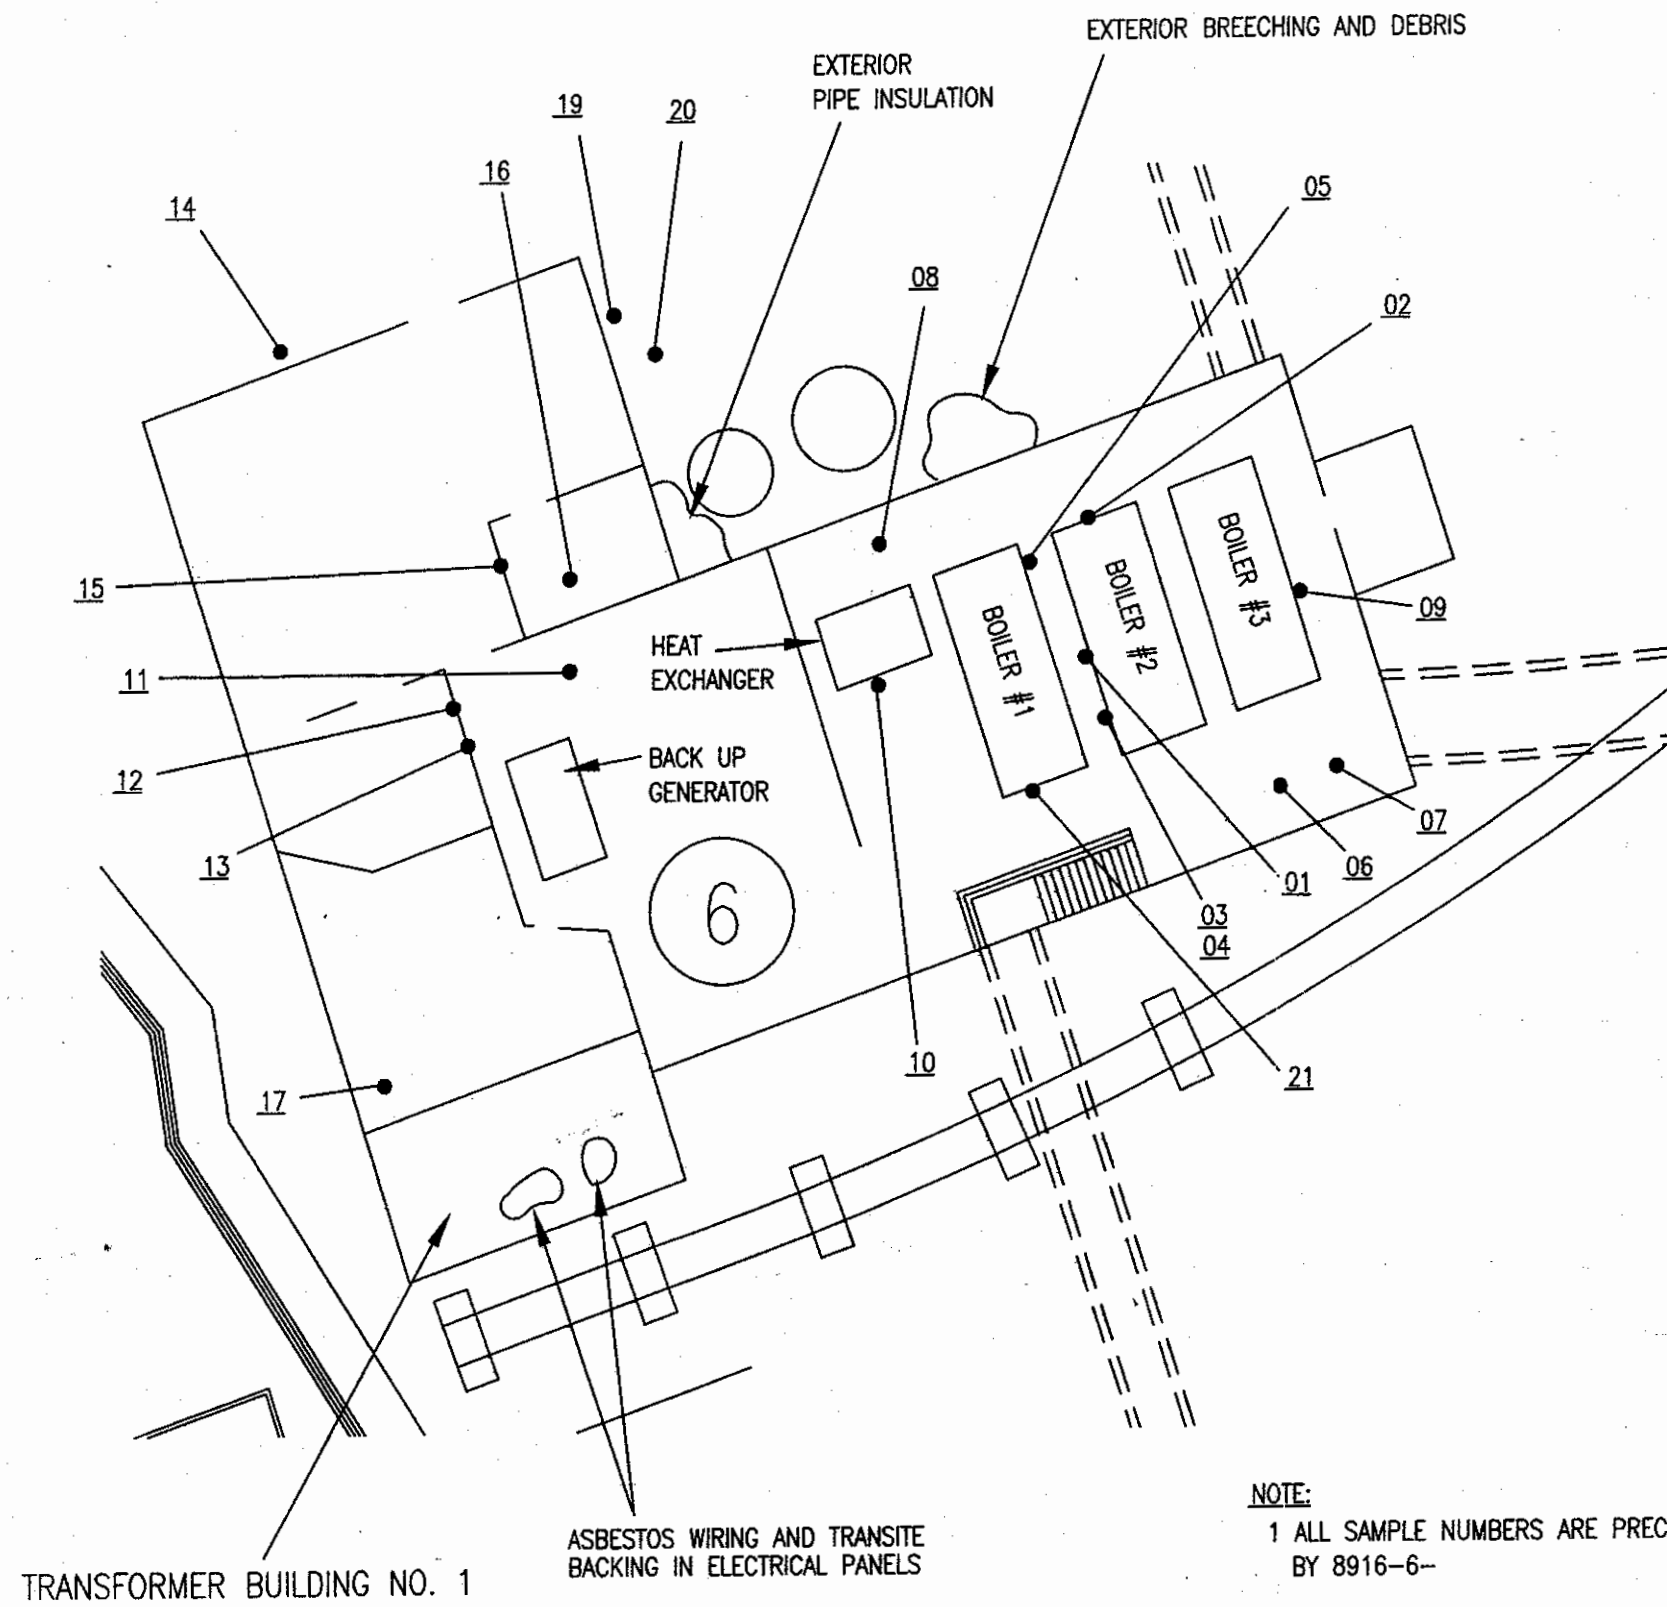 EXTERIOR BREECHING AND DEBRIS
EXTERIOR
PIPE INSULATION
19
20
16
05
14
08
02
15
BOILER #3
BOILER #2
BOILER #1
09
HEAT
EXCHANGER
11
12
BACK UP
GENERATOR
13
07
06
01
6
03
04
10
21
17
NOTE:
1 ALL SAMPLE NUMBERS ARE PREC
BY 8916-6-
ASBESTOS WIRING AND TRANSITE
BACKING IN ELECTRICAL PANELS
TRANSFORMER BUILDING NO. 1